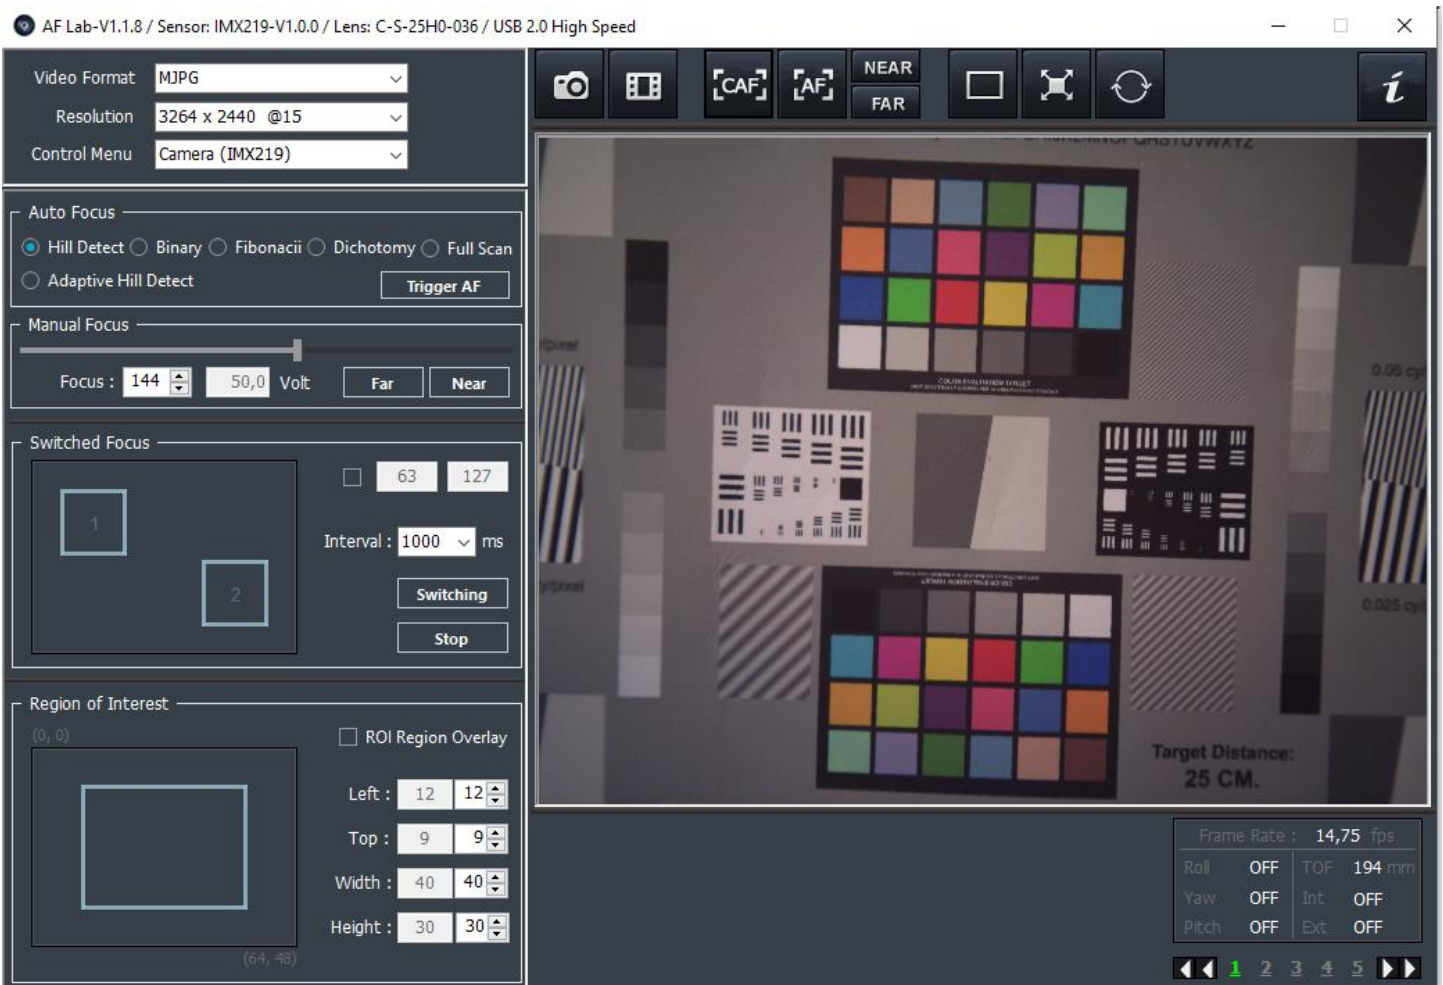 AF Lab-V1.1.8 / Sensor: IMX219-V1.0.0 / Lens: C-S-25H0-036 / USB 2.0 High Speed
Video Format MJPG
Resolution 3264 x 2440 @15
Control Menu Camera (IMX219)
CAF AF NEAR
FAR
i
Auto Focus
Hill Detect Binary Fibonacii Dichotomy Full Scan
Adaptive Hill Detect Trigger AF
Manual Focus
Focus : 144 50,0 Volt Far Near
Switched Focus
63 127
1
Interval : 1000 ms
2
Switching
Stop
Region of Interest
(0, 0)
ROI Region Overlay
Left : 12 12
Top : 9 9
Width : 40 40
Height : 30 30
(64, 48)
COLOR EVALUATION TARGET
0.05
COLOR EVALUATION TARGET
0.025
Target Distance:
25 CM.
Frame Rate : 14,75 fps
Roll OFF TOF 194 mm
Yaw OFF Int OFF
Pitch OFF Ext OFF
1 2 3 4 5